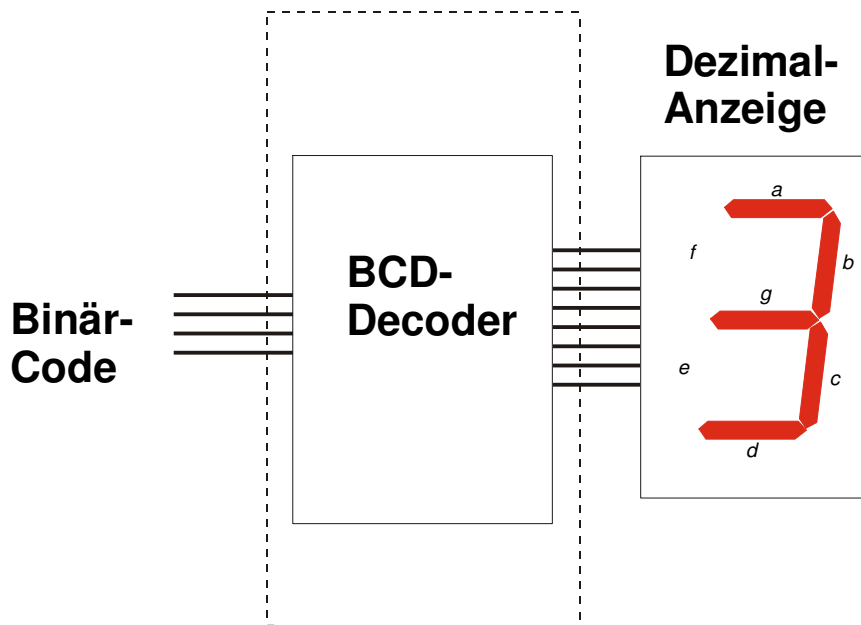 Binär-
Code
BCD-
Decoder
Dezimal-
Anzeige
a
f
b
g
e
c
d